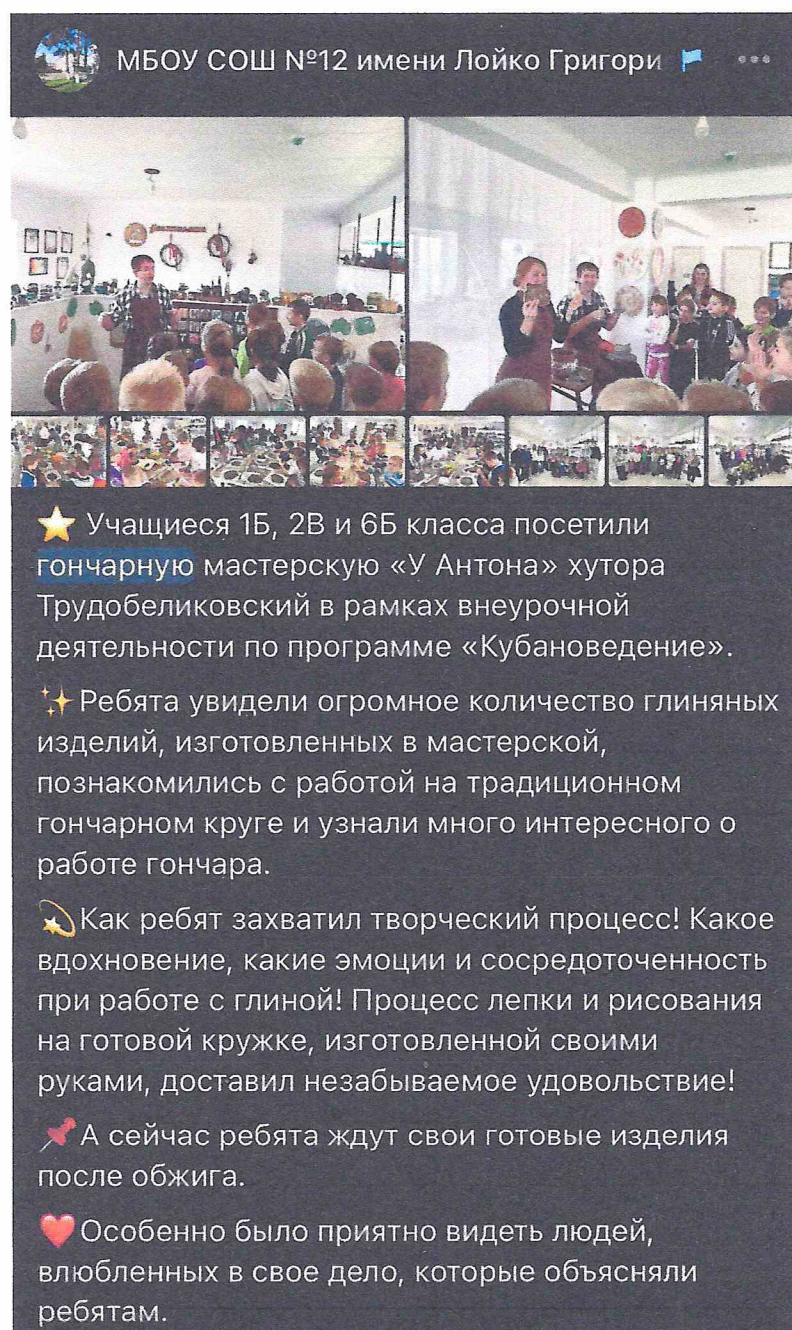 МБОУ СОШ №12 имени Лойко Григори
⭐ Учащиеся 1Б, 2В и 6Б класса посетили
гончарную мастерскую «У Антона» хутора
Трудобеликовский в рамках внеурочной
деятельности по программе «Кубановедение».
✨Ребята увидели огромное количество глиняных
изделий, изготовленных в мастерской,
познакомились с работой на традиционном
гончарном круге и узнали много интересного о
работе гончара.
💫Как ребят захватил творческий процесс! Какое
вдохновение, какие эмоции и сосредоточенность
при работе с глиной! Процесс лепки и рисования
на готовой кружке, изготовленной своими
руками, доставил незабываемое удовольствие!
📌А сейчас ребята ждут свои готовые изделия
после обжига.
❤️Особенно было приятно видеть людей,
влюбленных в свое дело, которые объясняли
ребятам.